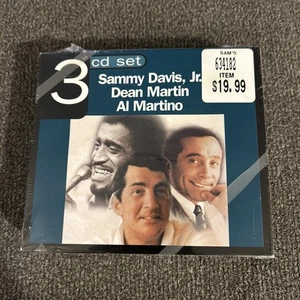 3 cd set
Sammy Davis, Jr.
Dean Martin
Al Martino
SAM'S
634182
ITEM
$19.99